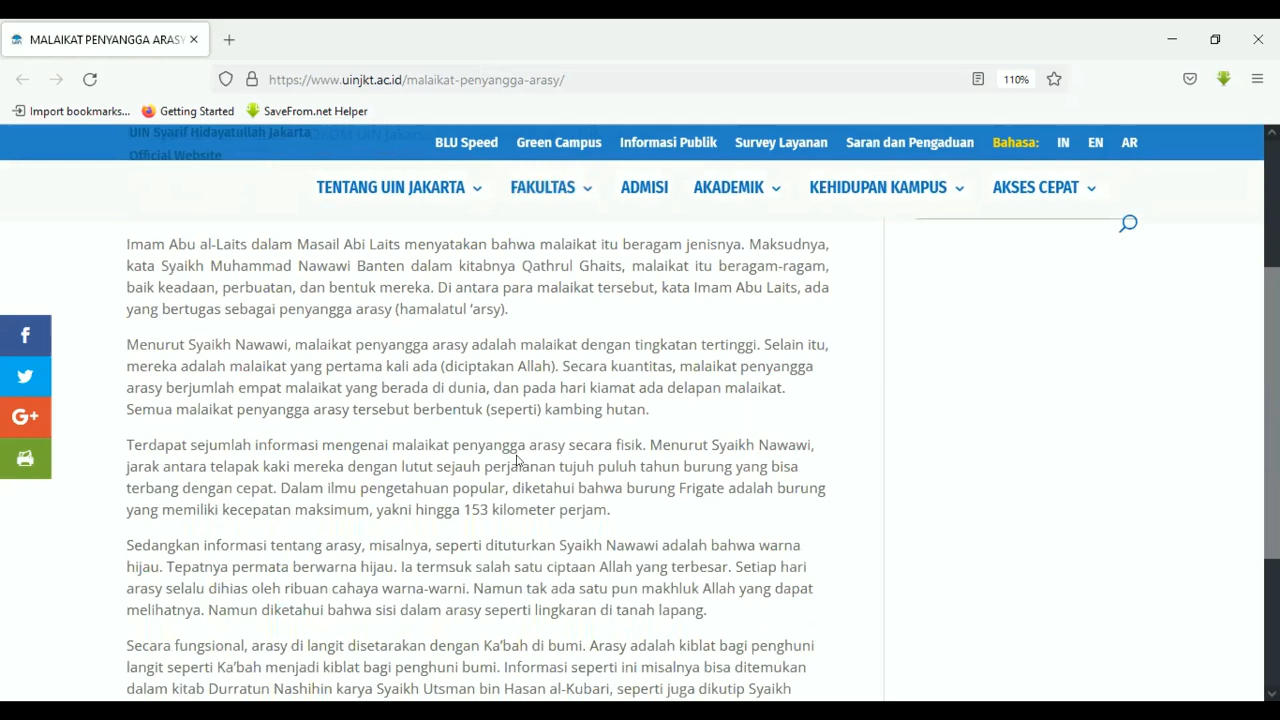 MALAIKAT PENYANGGA ARASY
https://www.uinjkt.ac.id/malaikat-penyangga-arasy/
110%
Import bookmarks...
Getting Started
SaveFrom.net Helper
UIN Syarif Hidayatullah Jakarta
Official Website
BLU Speed
Green Campus
Informasi Publik
Survey Layanan
Saran dan Pengaduan
Bahasa:
IN
EN
AR
TENTANG UIN JAKARTA
FAKULTAS
ADMISI
AKADEMIK
KEHIDUPAN KAMPUS
AKSES CEPAT
Imam Abu al-Laits dalam Masail Abi Laits menyatakan bahwa malaikat itu beragam jenisnya. Maksudnya,
kata Syaikh Muhammad Nawawi Banten dalam kitabnya Qathrul Ghaits, malaikat itu beragam-ragam,
baik keadaan, perbuatan, dan bentuk mereka. Di antara para malaikat tersebut, kata Imam Abu Laits, ada
yang bertugas sebagai penyangga arasy (hamalatul ‘arsy).
Menurut Syaikh Nawawi, malaikat penyangga arasy adalah malaikat dengan tingkatan tertinggi. Selain itu,
mereka adalah malaikat yang pertama kali ada (diciptakan Allah). Secara kuantitas, malaikat penyangga
arasy berjumlah empat malaikat yang berada di dunia, dan pada hari kiamat ada delapan malaikat.
Semua malaikat penyangga arasy tersebut berbentuk (seperti) kambing hutan.
Terdapat sejumlah informasi mengenai malaikat penyangga arasy secara fisik. Menurut Syaikh Nawawi,
jarak antara telapak kaki mereka dengan lutut sejauh perjalanan tujuh puluh tahun burung yang bisa
terbang dengan cepat. Dalam ilmu pengetahuan popular, diketahui bahwa burung Frigate adalah burung
yang memiliki kecepatan maksimum, yakni hingga 153 kilometer perjam.
Sedangkan informasi tentang arasy, misalnya, seperti dituturkan Syaikh Nawawi adalah bahwa warna
hijau. Tepatnya permata berwarna hijau. Ia termsuk salah satu ciptaan Allah yang terbesar. Setiap hari
arasy selalu dihias oleh ribuan cahaya warna-warni. Namun tak ada satu pun makhluk Allah yang dapat
melihatnya. Namun diketahui bahwa sisi dalam arasy seperti lingkaran di tanah lapang.
Secara fungsional, arasy di langit disetarakan dengan Ka’bah di bumi. Arasy adalah kiblat bagi penghuni
langit seperti Ka’bah menjadi kiblat bagi penghuni bumi. Informasi seperti ini misalnya bisa ditemukan
dalam kitab Durratun Nashihin karya Syaikh Utsman bin Hasan al-Kubari, seperti juga dikutip Syaikh
f
G+